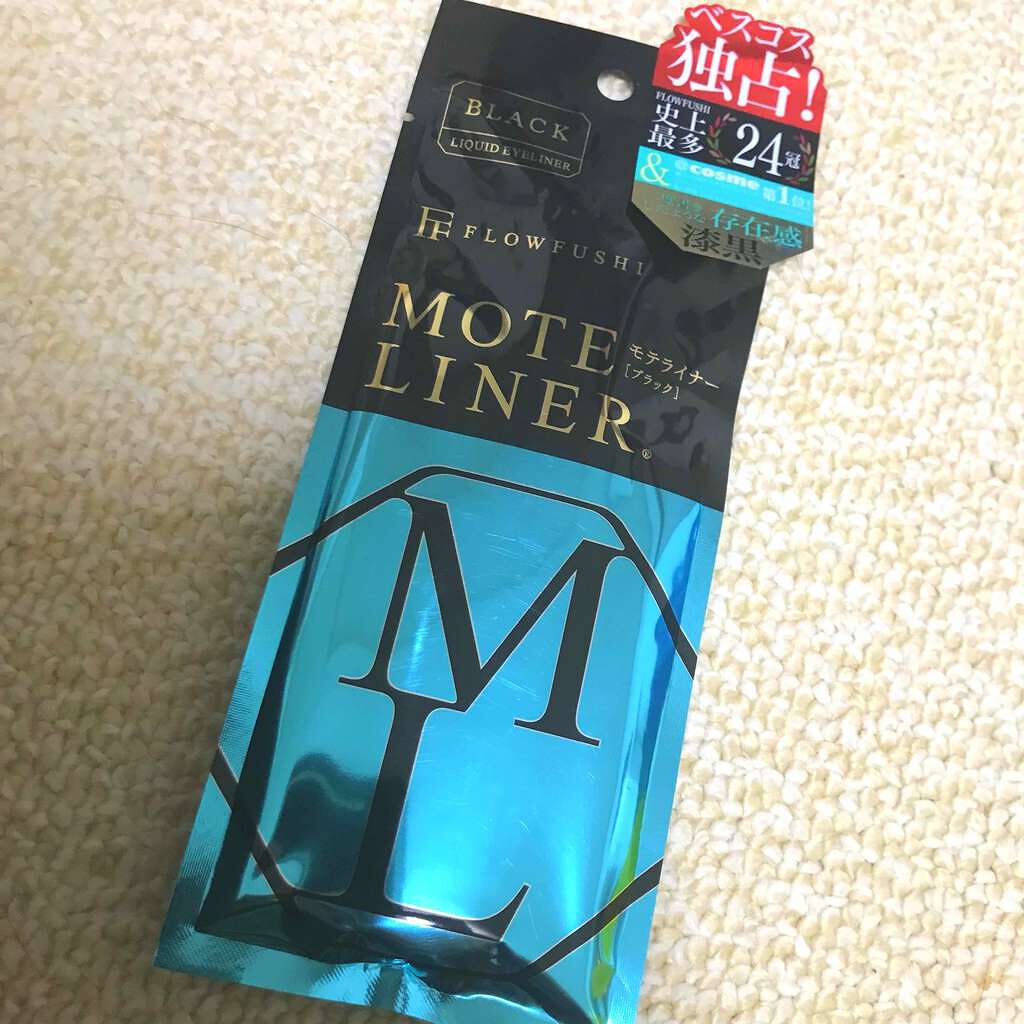 BLACK
LIQUID EYELINER
FF FLOWFUSHI
MOTE
LINER®
モテライナー
[ブラック]
ML
ベスコス
独占!
FLOWFUSHI
史上
最多
24冠
& @cosme 第1位!
存在感
漆黒